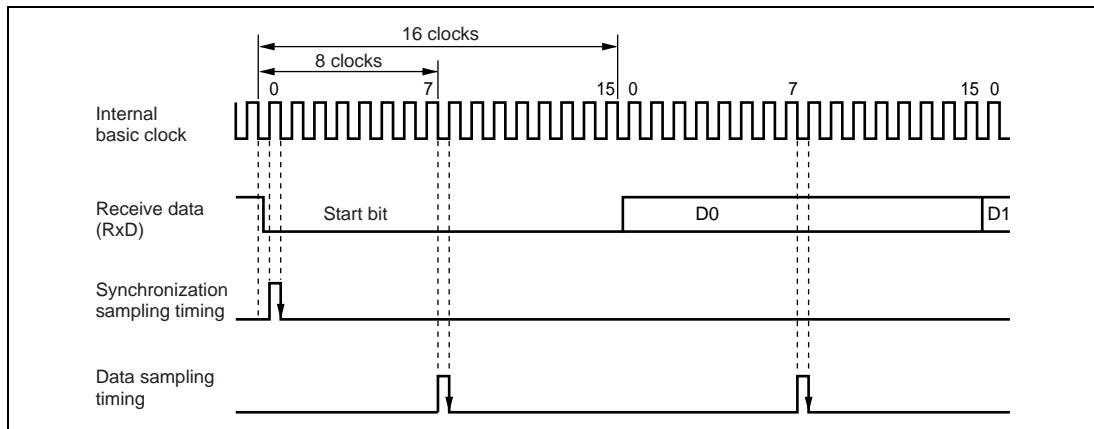 16 clocks
8 clocks
0 7 15 0 7 15 0
Internal
basic clock
Receive data
(RxD)
Start bit D0 D1
Synchronization
sampling timing
Data sampling
timing